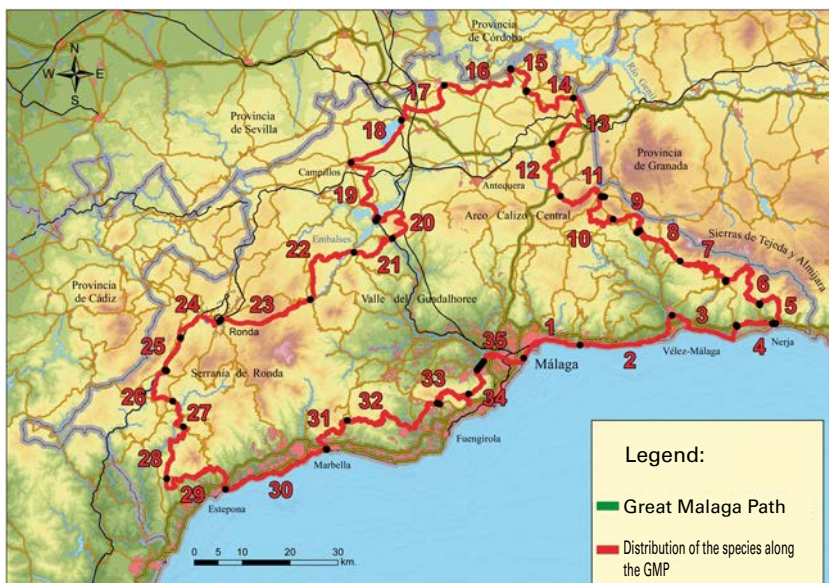 Provincia
de Córdoba
N
W E
S
15
16
14
17
Río Genil
Provincia
de Sevilla
18
13
Provincia
de Granada
12
Campillos
Antequera
11
19
9
Arco Calizo Central
10
20
Sierras de Tejeda y Almijara
8
22
Embalses
21
7
Provincia
de Cádiz
6
24
23
Valle del Guadalhorce
5
Ronda
3
1
35
4
Nerja
25
2
Vélez-Málaga
Málaga
Serranía de Ronda
33
26
34
27
31
32
Fuengirola
Marbella
28
29
30
Estepona
0 5 10 20 30
km.
Legend:
Great Malaga Path
Distribution of the species along
the GMP